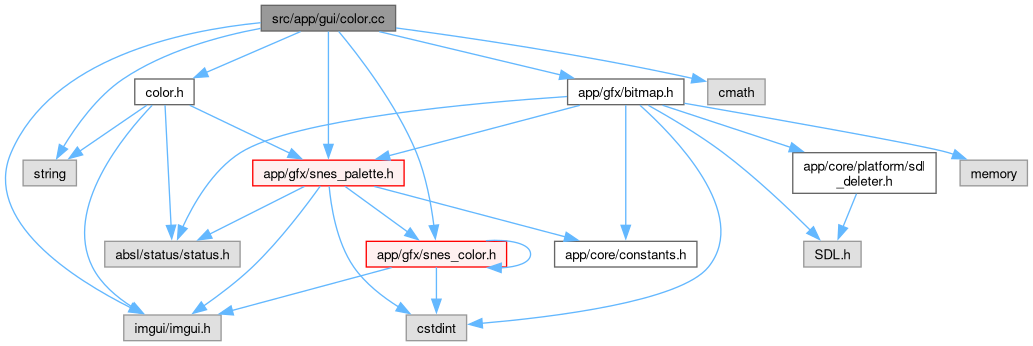 src/app/gui/color.cc
color.h
app/gfx/bitmap.h
cmath
string
app/gfx/snes_palette.h
app/core/platform/sdl
_deleter.h
memory
absl/status/status.h
app/gfx/snes_color.h
app/core/constants.h
SDL.h
imgui/imgui.h
cstdint